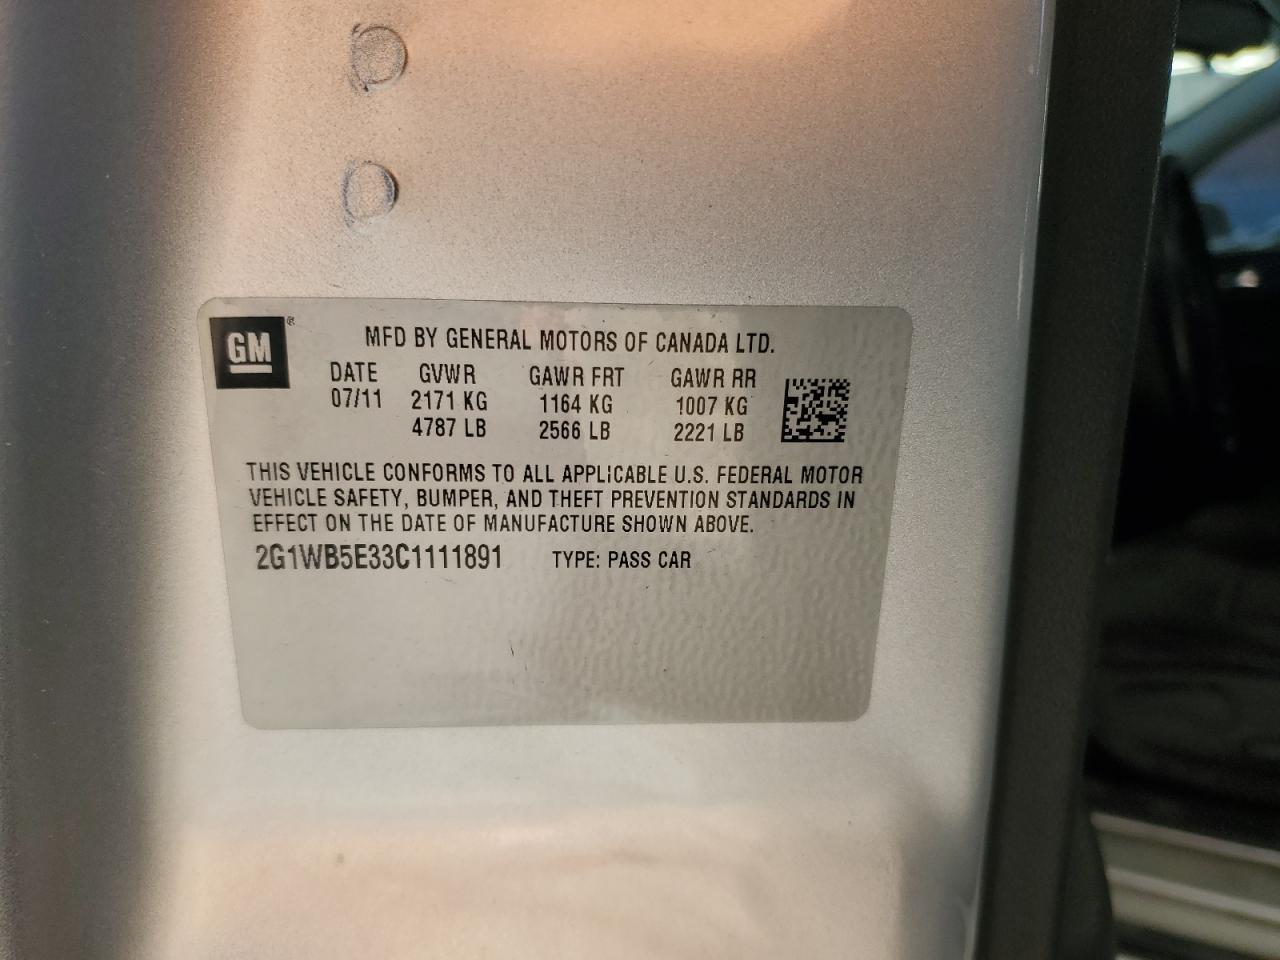 GM®
MFD BY GENERAL MOTORS OF CANADA LTD.
DATE GVWR GAWR FRT GAWR RR
07/11 2171 KG 1164 KG 1007 KG
4787 LB 2566 LB 2221 LB
THIS VEHICLE CONFORMS TO ALL APPLICABLE U.S. FEDERAL MOTOR
VEHICLE SAFETY, BUMPER, AND THEFT PREVENTION STANDARDS IN
EFFECT ON THE DATE OF MANUFACTURE SHOWN ABOVE.
2G1WB5E33C1111891 TYPE: PASS CAR